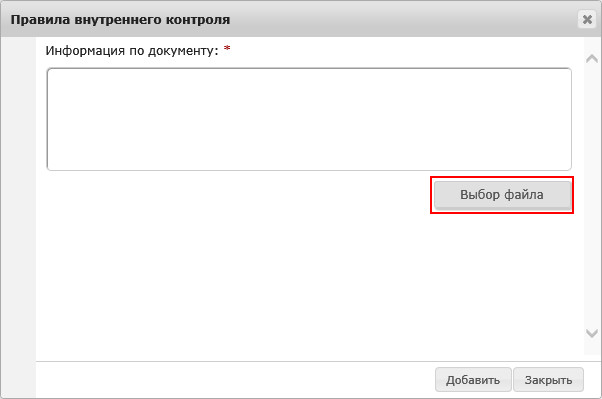 Правила внутреннего контроля
Информация по документу: *
Выбор файла
Добавить Закрыть